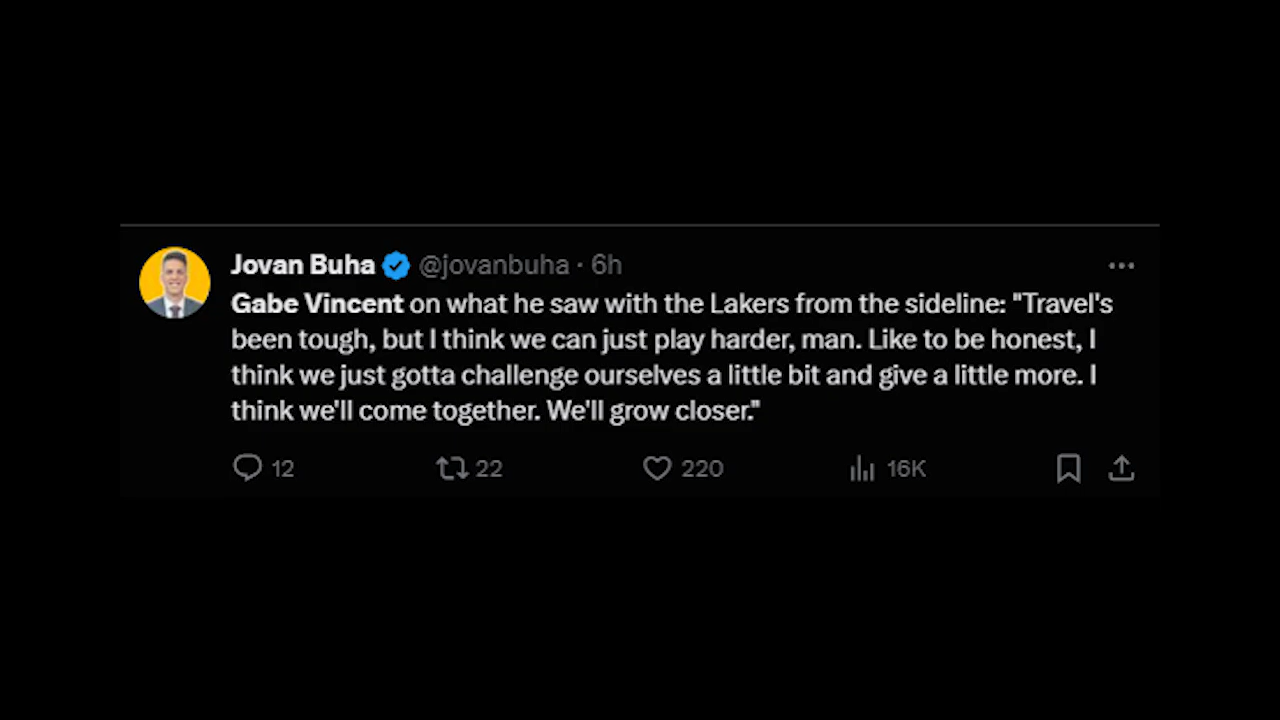 Jovan Buha @jovanbuha · 6h
Gabe Vincent on what he saw with the Lakers from the sideline: "Travel's
been tough, but I think we can just play harder, man. Like to be honest, I
think we just gotta challenge ourselves a little bit and give a little more. I
think we'll come together. We'll grow closer."
12 22 220 16K